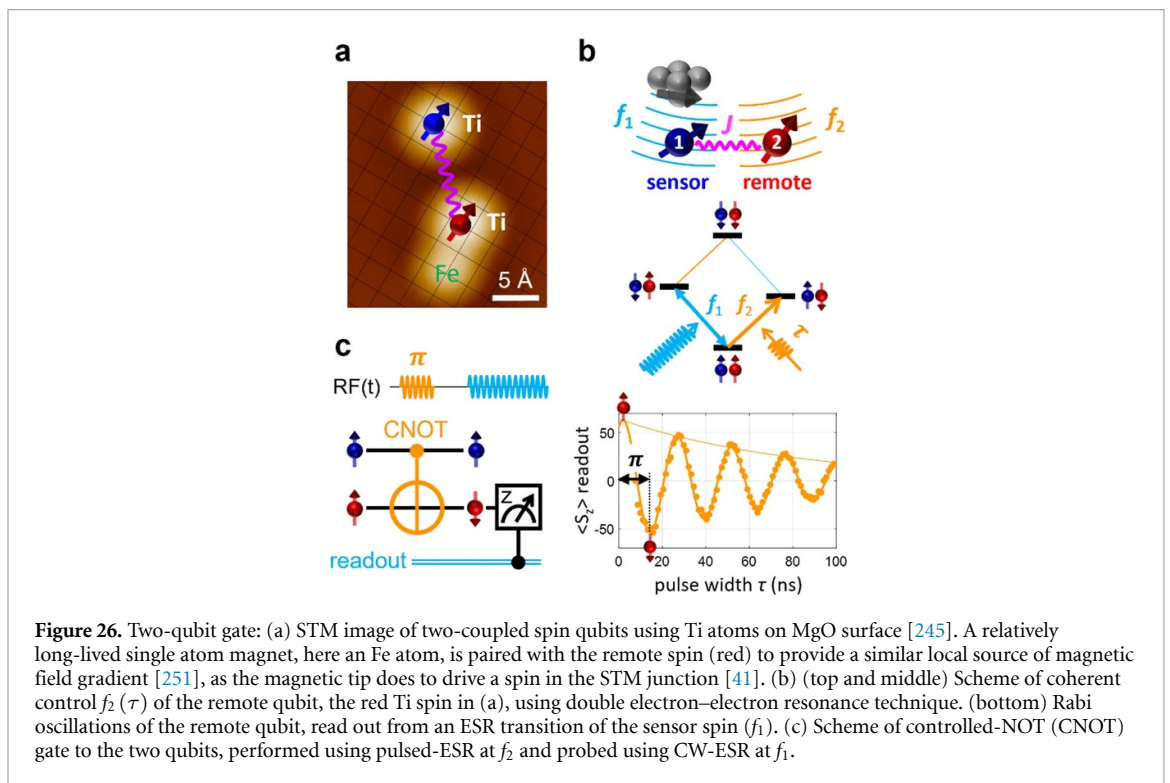 a
Ti
Ti
Fe
5 Å
b
f₁
J
f₂
1
2
sensor
remote
f₁
f₂
τ
c
π
RF(t)
CNOT
Z
readout
<S_z> readout
50
0
-50
π
0
20
40
60
80
100
pulse width τ (ns)
Figure 26. Two-qubit gate: (a) STM image of two-coupled spin qubits using Ti atoms on MgO surface [245]. A relatively
long-lived single atom magnet, here an Fe atom, is paired with the remote spin (red) to provide a similar local source of magnetic
field gradient [251], as the magnetic tip does to drive a spin in the STM junction [41]. (b) (top and middle) Scheme of coherent
control f₂ (τ) of the remote qubit, the red Ti spin in (a), using double electron–electron resonance technique. (bottom) Rabi
oscillations of the remote qubit, read out from an ESR transition of the sensor spin (f₁). (c) Scheme of controlled-NOT (CNOT)
gate to the two qubits, performed using pulsed-ESR at f₂ and probed using CW-ESR at f₁.